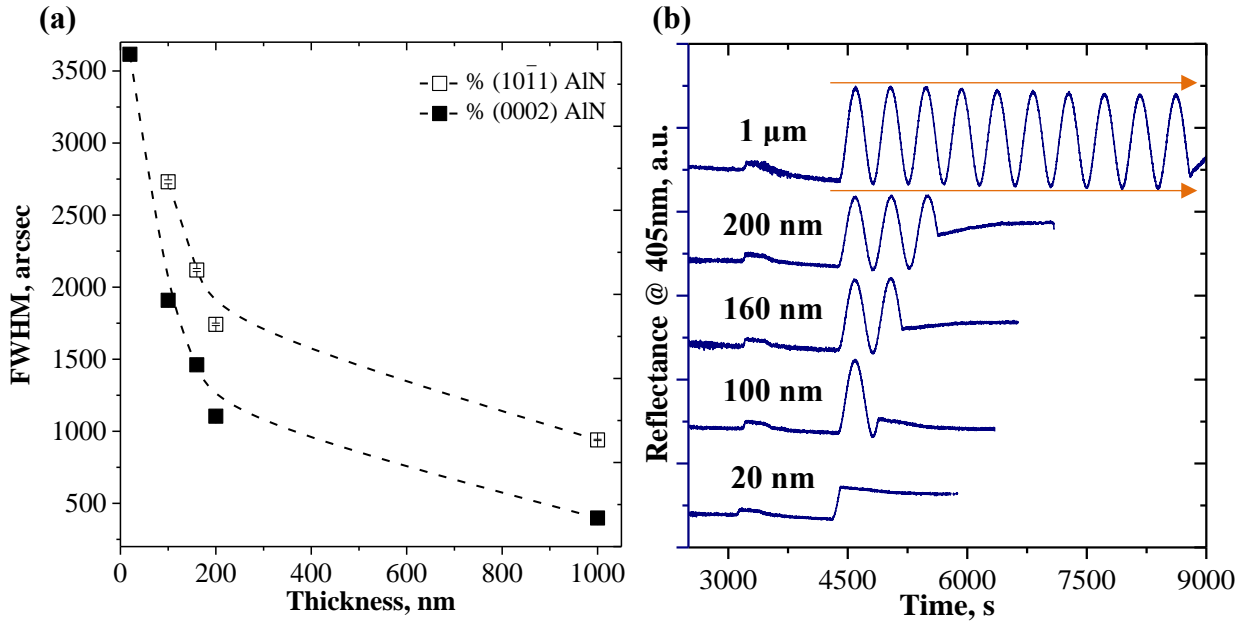 (a)
FWHM, arcsec
3500
3000
2500
2000
1500
1000
500
% (101̄1) AlN
% (0002) AlN
0
200
400
600
800
1000
Thickness, nm
(b)
Reflectance @ 405nm, a.u.
1 μm
200 nm
160 nm
100 nm
20 nm
3000
4500
6000
7500
9000
Time, s